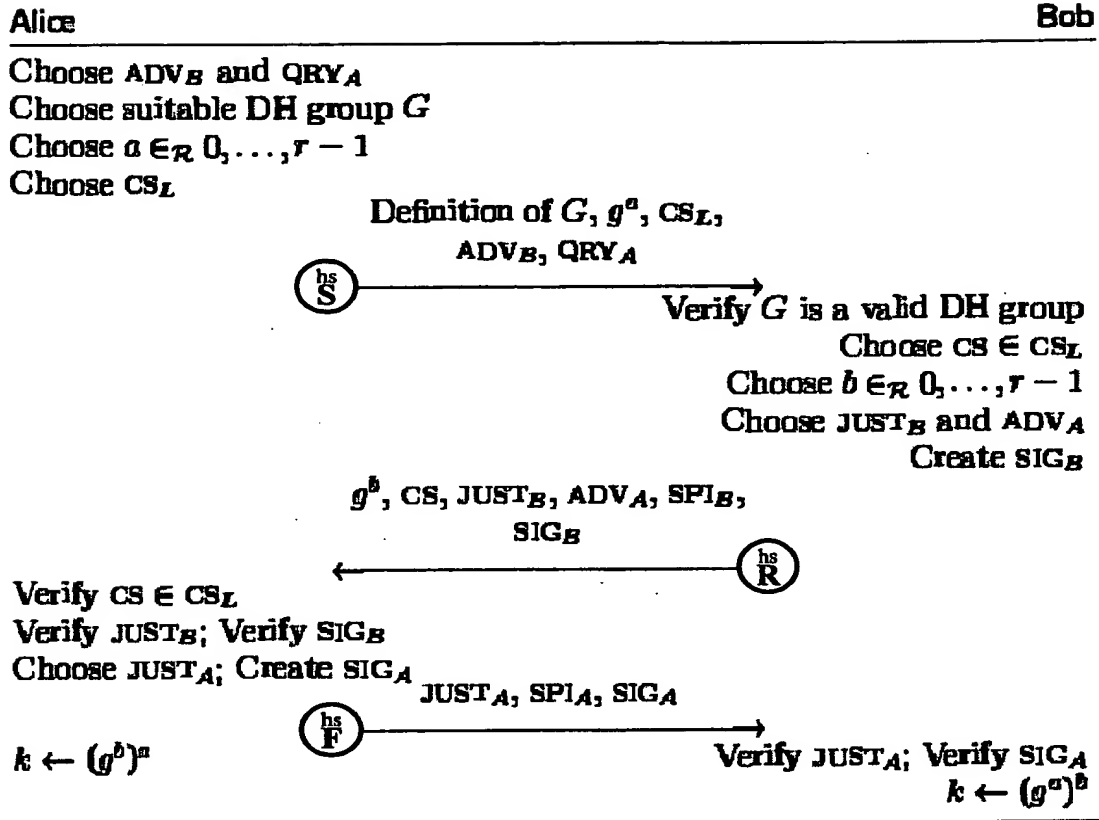 Alice Bob
Choose ADV_B and QRY_A
Choose suitable DH group G
Choose a ∈_R 0, . . . , r − 1
Choose CS_L
Definition of G, g^a, CS_L,
ADV_B, QRY_A
hs
S
Verify G is a valid DH group
Choose CS ∈ CS_L
Choose b ∈_R 0, . . . , r − 1
Choose JUST_B and ADV_A
Create SIG_B
g^b, CS, JUST_B, ADV_A, SPI_B,
SIG_B
hs
R
Verify CS ∈ CS_L
Verify JUST_B; Verify SIG_B
Choose JUST_A; Create SIG_A
JUST_A, SPI_A, SIG_A
hs
F
Verify JUST_A; Verify SIG_A
k ← (g^b)^a
k ← (g^a)^b